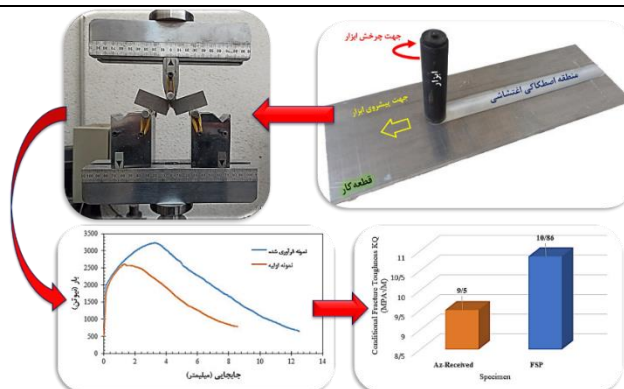 جهت چرخش ابزار
ابزار
منطقه اصطکاکی اغتشاشی
جهت پیشروی ابزار
قطعه کار
3500
3000
2500
2000
1500
1000
500
0
بار (نیوتن)
نمونه فرآوری شده
نمونه اولیه
0 2 4 6 8 10 12 14
جابجایی (میلیمتر)
Conditional Fracture Toughness KQ
(MPA√M)
11
10/5
10
9/5
9
8/5
9/5
10/86
Az-Received
FSP
Specimen